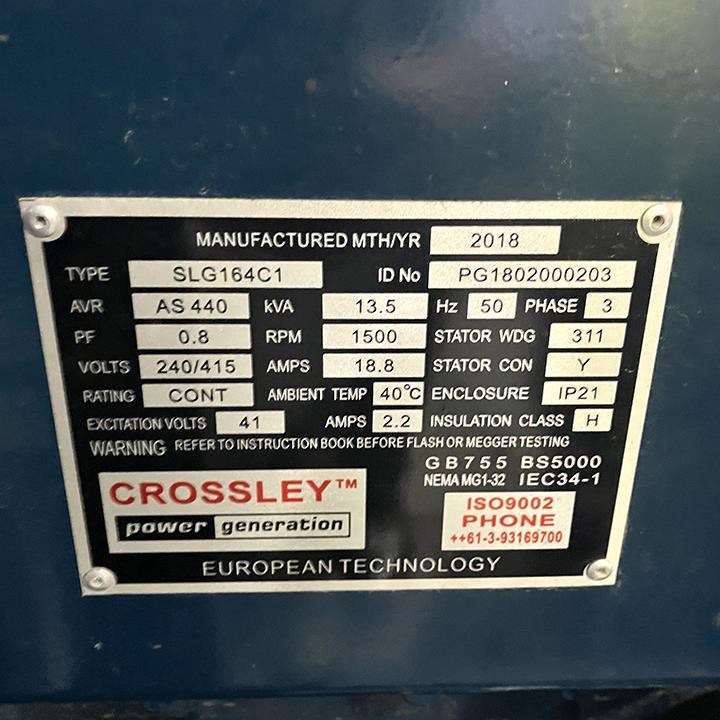 MANUFACTURED MTH/YR 2018
TYPE SLG164C1 ID No PG1802000203
AVR AS 440 kVA 13.5 Hz 50 PHASE 3
PF 0.8 RPM 1500 STATOR WDG 311
VOLTS 240/415 AMPS 18.8 STATOR CON Y
RATING CONT AMBIENT TEMP 40°C ENCLOSURE IP21
EXCITATION VOLTS 41 AMPS 2.2 INSULATION CLASS H
WARNING REFER TO INSTRUCTION BOOK BEFORE FLASH OR MEGGER TESTING
GB755 BS5000
NEMA MG1-32 IEC34-1
CROSSLEY™
power generation
ISO9002
PHONE
++61-3-93169700
EUROPEAN TECHNOLOGY